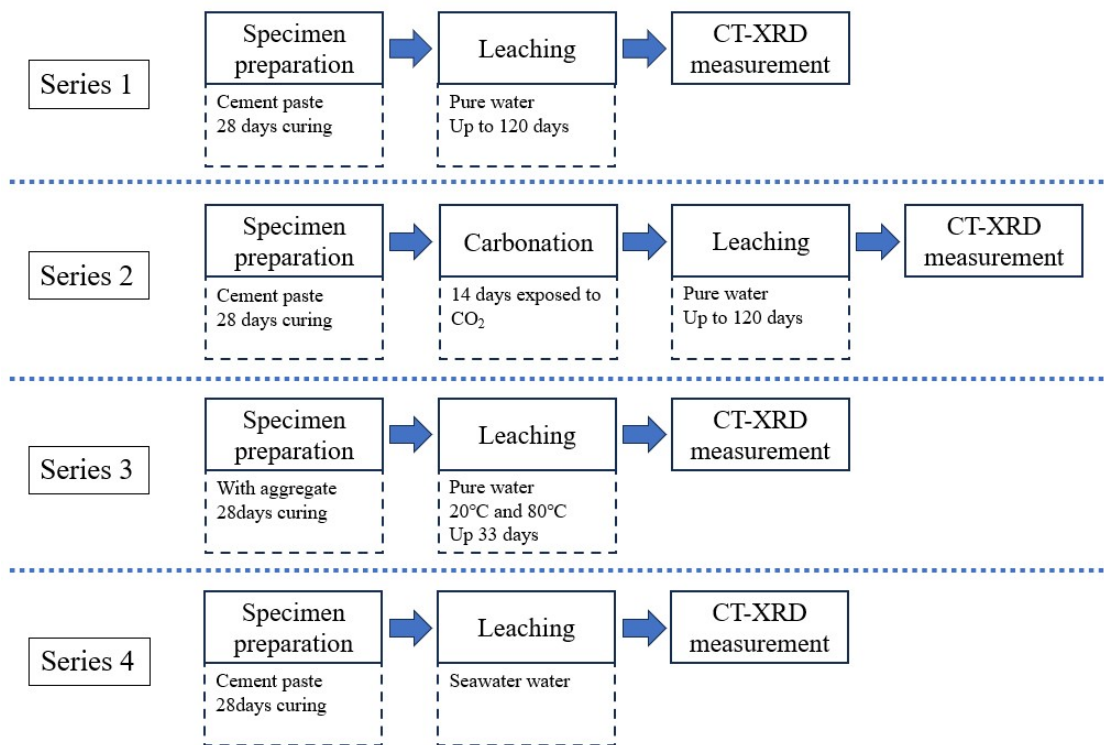 Series 1
Specimen
preparation
Cement paste
28 days curing
Leaching
Pure water
Up to 120 days
CT-XRD
measurement
Series 2
Specimen
preparation
Cement paste
28 days curing
Carbonation
14 days exposed to
CO₂
Leaching
Pure water
Up to 120 days
CT-XRD
measurement
Series 3
Specimen
preparation
With aggregate
28days curing
Leaching
Pure water
20℃ and 80℃
Up 33 days
CT-XRD
measurement
Series 4
Specimen
preparation
Cement paste
28days curing
Leaching
Seawater water
CT-XRD
measurement